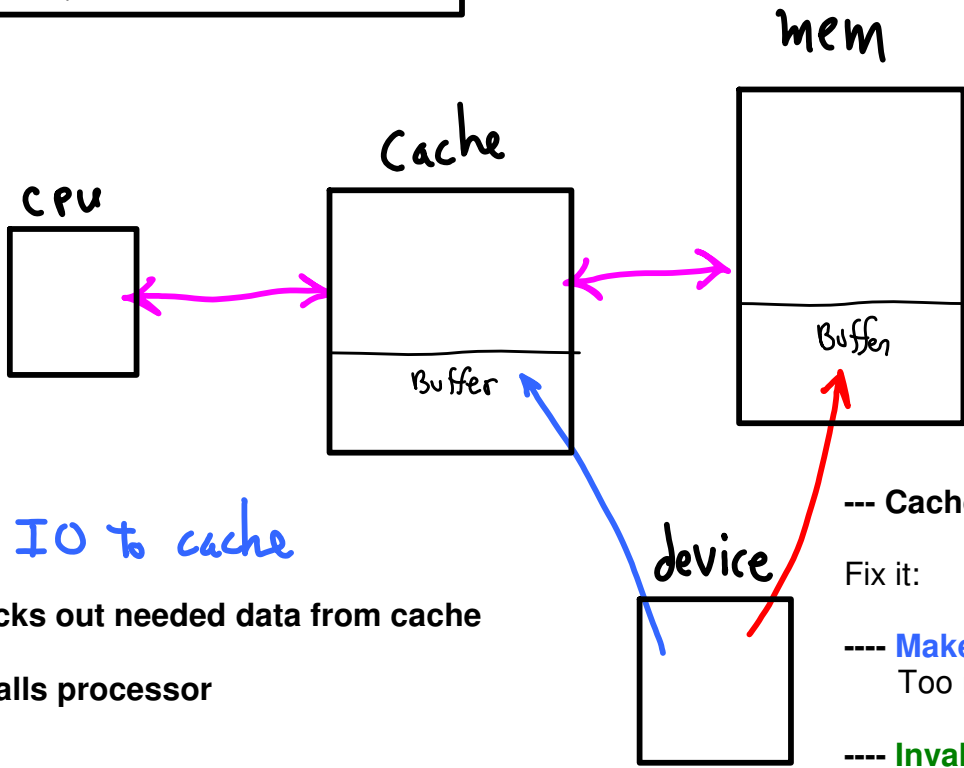 mem
Cache
CPU
Buffer
Buffer
IO to cache
cks out needed data from cache
alls processor
device
--- Cache
Fix it:
---- Make
Too
---- Inval